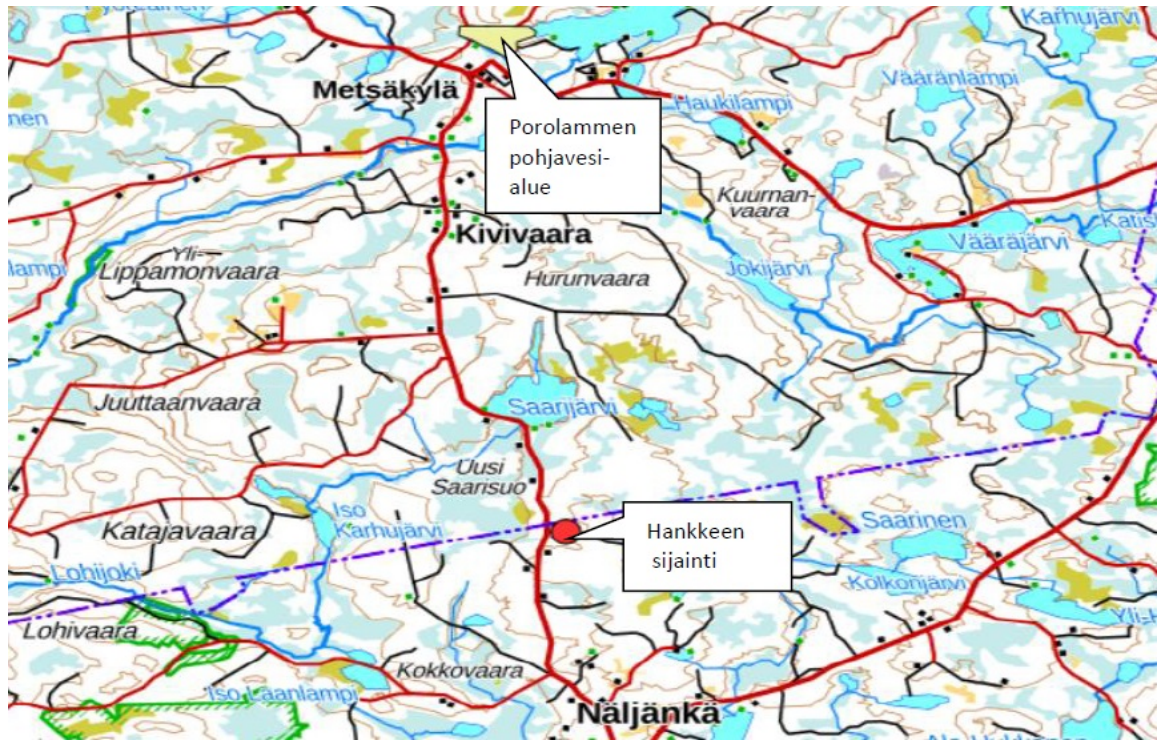 Karhujärvi
Metsäkylä
Vääränlampi
Haukilampi
Porolammen
pohjavesi-
alue
Kuurnan-
vaara
Kivivaara
Vääräjärvi
Yli-
Lippamonvaara
Hurunvaara
Jokijärvi
Juuttaanvaara
Saarijärvi
Uusi
Saarisuo
Iso
Karhujärvi
Katajavaara
Hankkeen
sijainti
Saarinen
Lohijoki
Kölkönjärvi
Lohivaara
Kokkovaara
Iso Laanlampi
Näljänkä